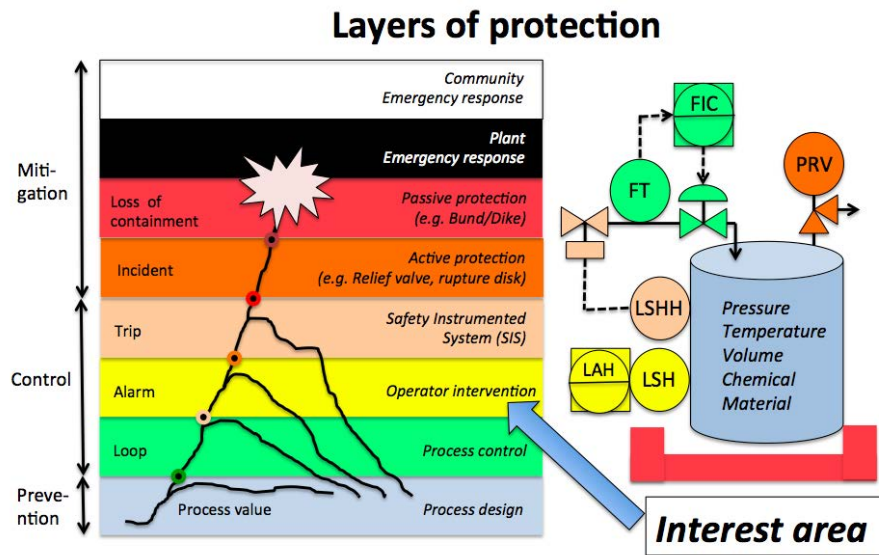 Layers of protection
Community
Emergency response
Plant
Emergency response
Mitigation
Loss of
containment
Passive protection
(e.g. Bund/Dike)
Incident
Active protection
(e.g. Relief valve, rupture disk)
Control
Trip
Safety Instrumented
System (SIS)
Alarm
Operator intervention
Loop
Process control
Preve-
ntion
Process value
Process design
FIC
FT
PRV
LSHH
LAH
LSH
Pressure
Temperature
Volume
Chemical
Material
Interest area